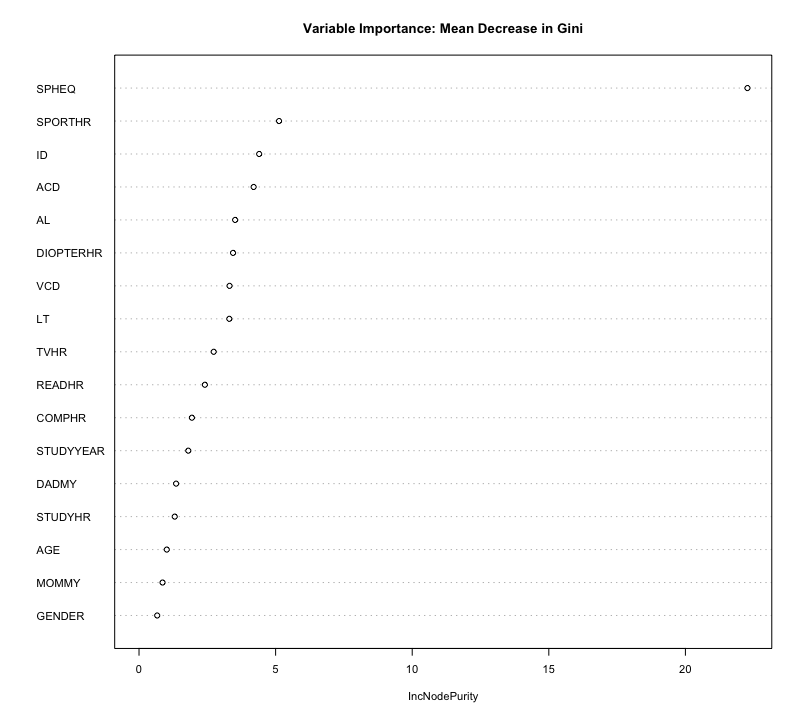 Variable Importance: Mean Decrease in Gini
SPHEQ
SPORTHR
ID
ACD
AL
DIOPTERHR
VCD
LT
TVHR
READHR
COMPHR
STUDYYEAR
DADMY
STUDYHR
AGE
MOMMY
GENDER
0 5 10 15 20
IncNodePurity